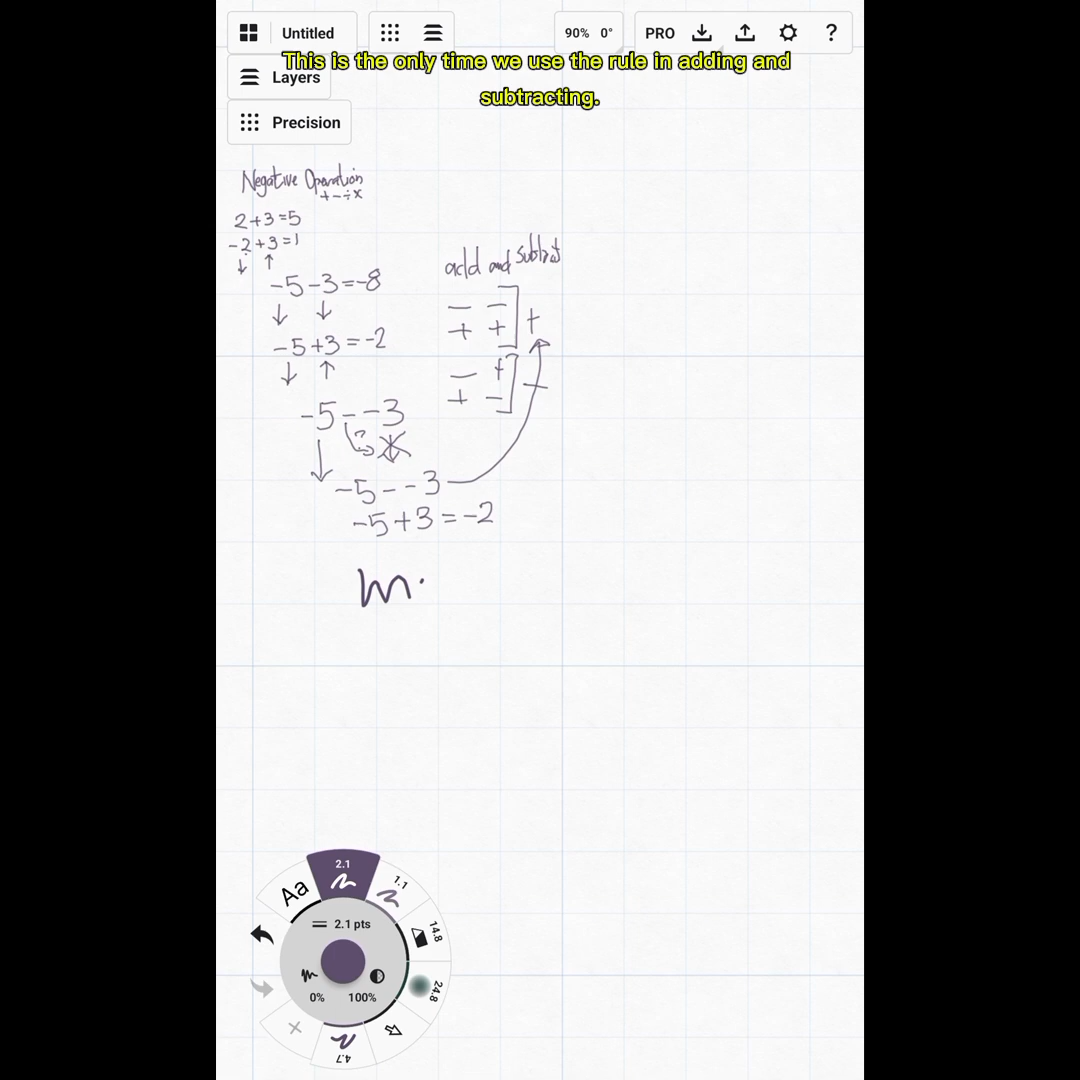 Untitled
90% 0°
PRO
?
This is the only time we use the rule in adding and
subtracting.
Layers
Precision
Negative Operation
+ - ÷ x
2+3=5
-2+3=1
↓ ↑
-5-3=-8
↓ ↓
-5+3=-2
↓ ↑
add and Subtract
- -
+ + ] +
- +
+ - ] -
-5--3
-5--3
-5+3=-2
m
2.1
1.1
Aa
14.8
2.1 pts
24.8
0% 100%
4.7